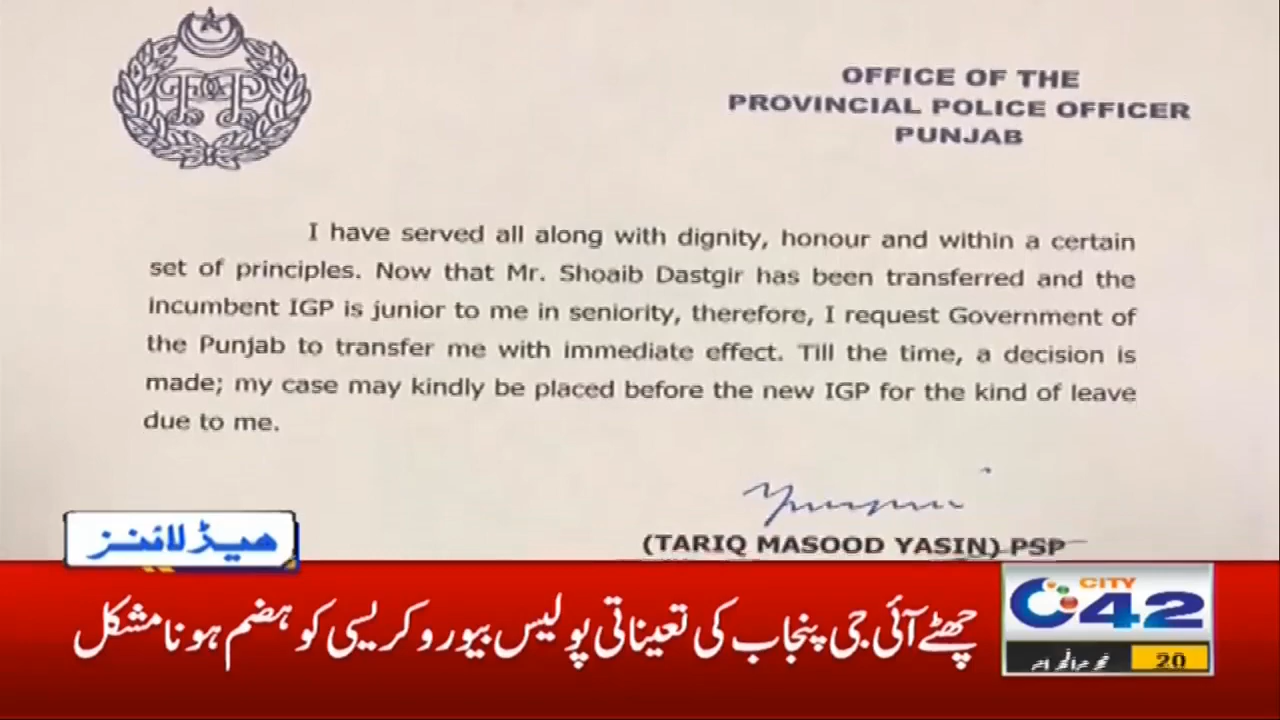 OFFICE OF THE
PROVINCIAL POLICE OFFICER
PUNJAB
I have served all along with dignity, honour and within a certain
set of principles. Now that Mr. Shoaib Dastgir has been transferred and the
incumbent IGP is junior to me in seniority, therefore, I request Government of
the Punjab to transfer me with immediate effect. Till the time, a decision is
made; my case may kindly be placed before the new IGP for the kind of leave
due to me.
(TARIQ MASOOD YASIN) PSP
ہیڈلائنز
چھٹے آئی جی پنجاب کی تعیناتی پولیس بیوروکریسی کو ہضم ہونا مشکل
CITY
42
20